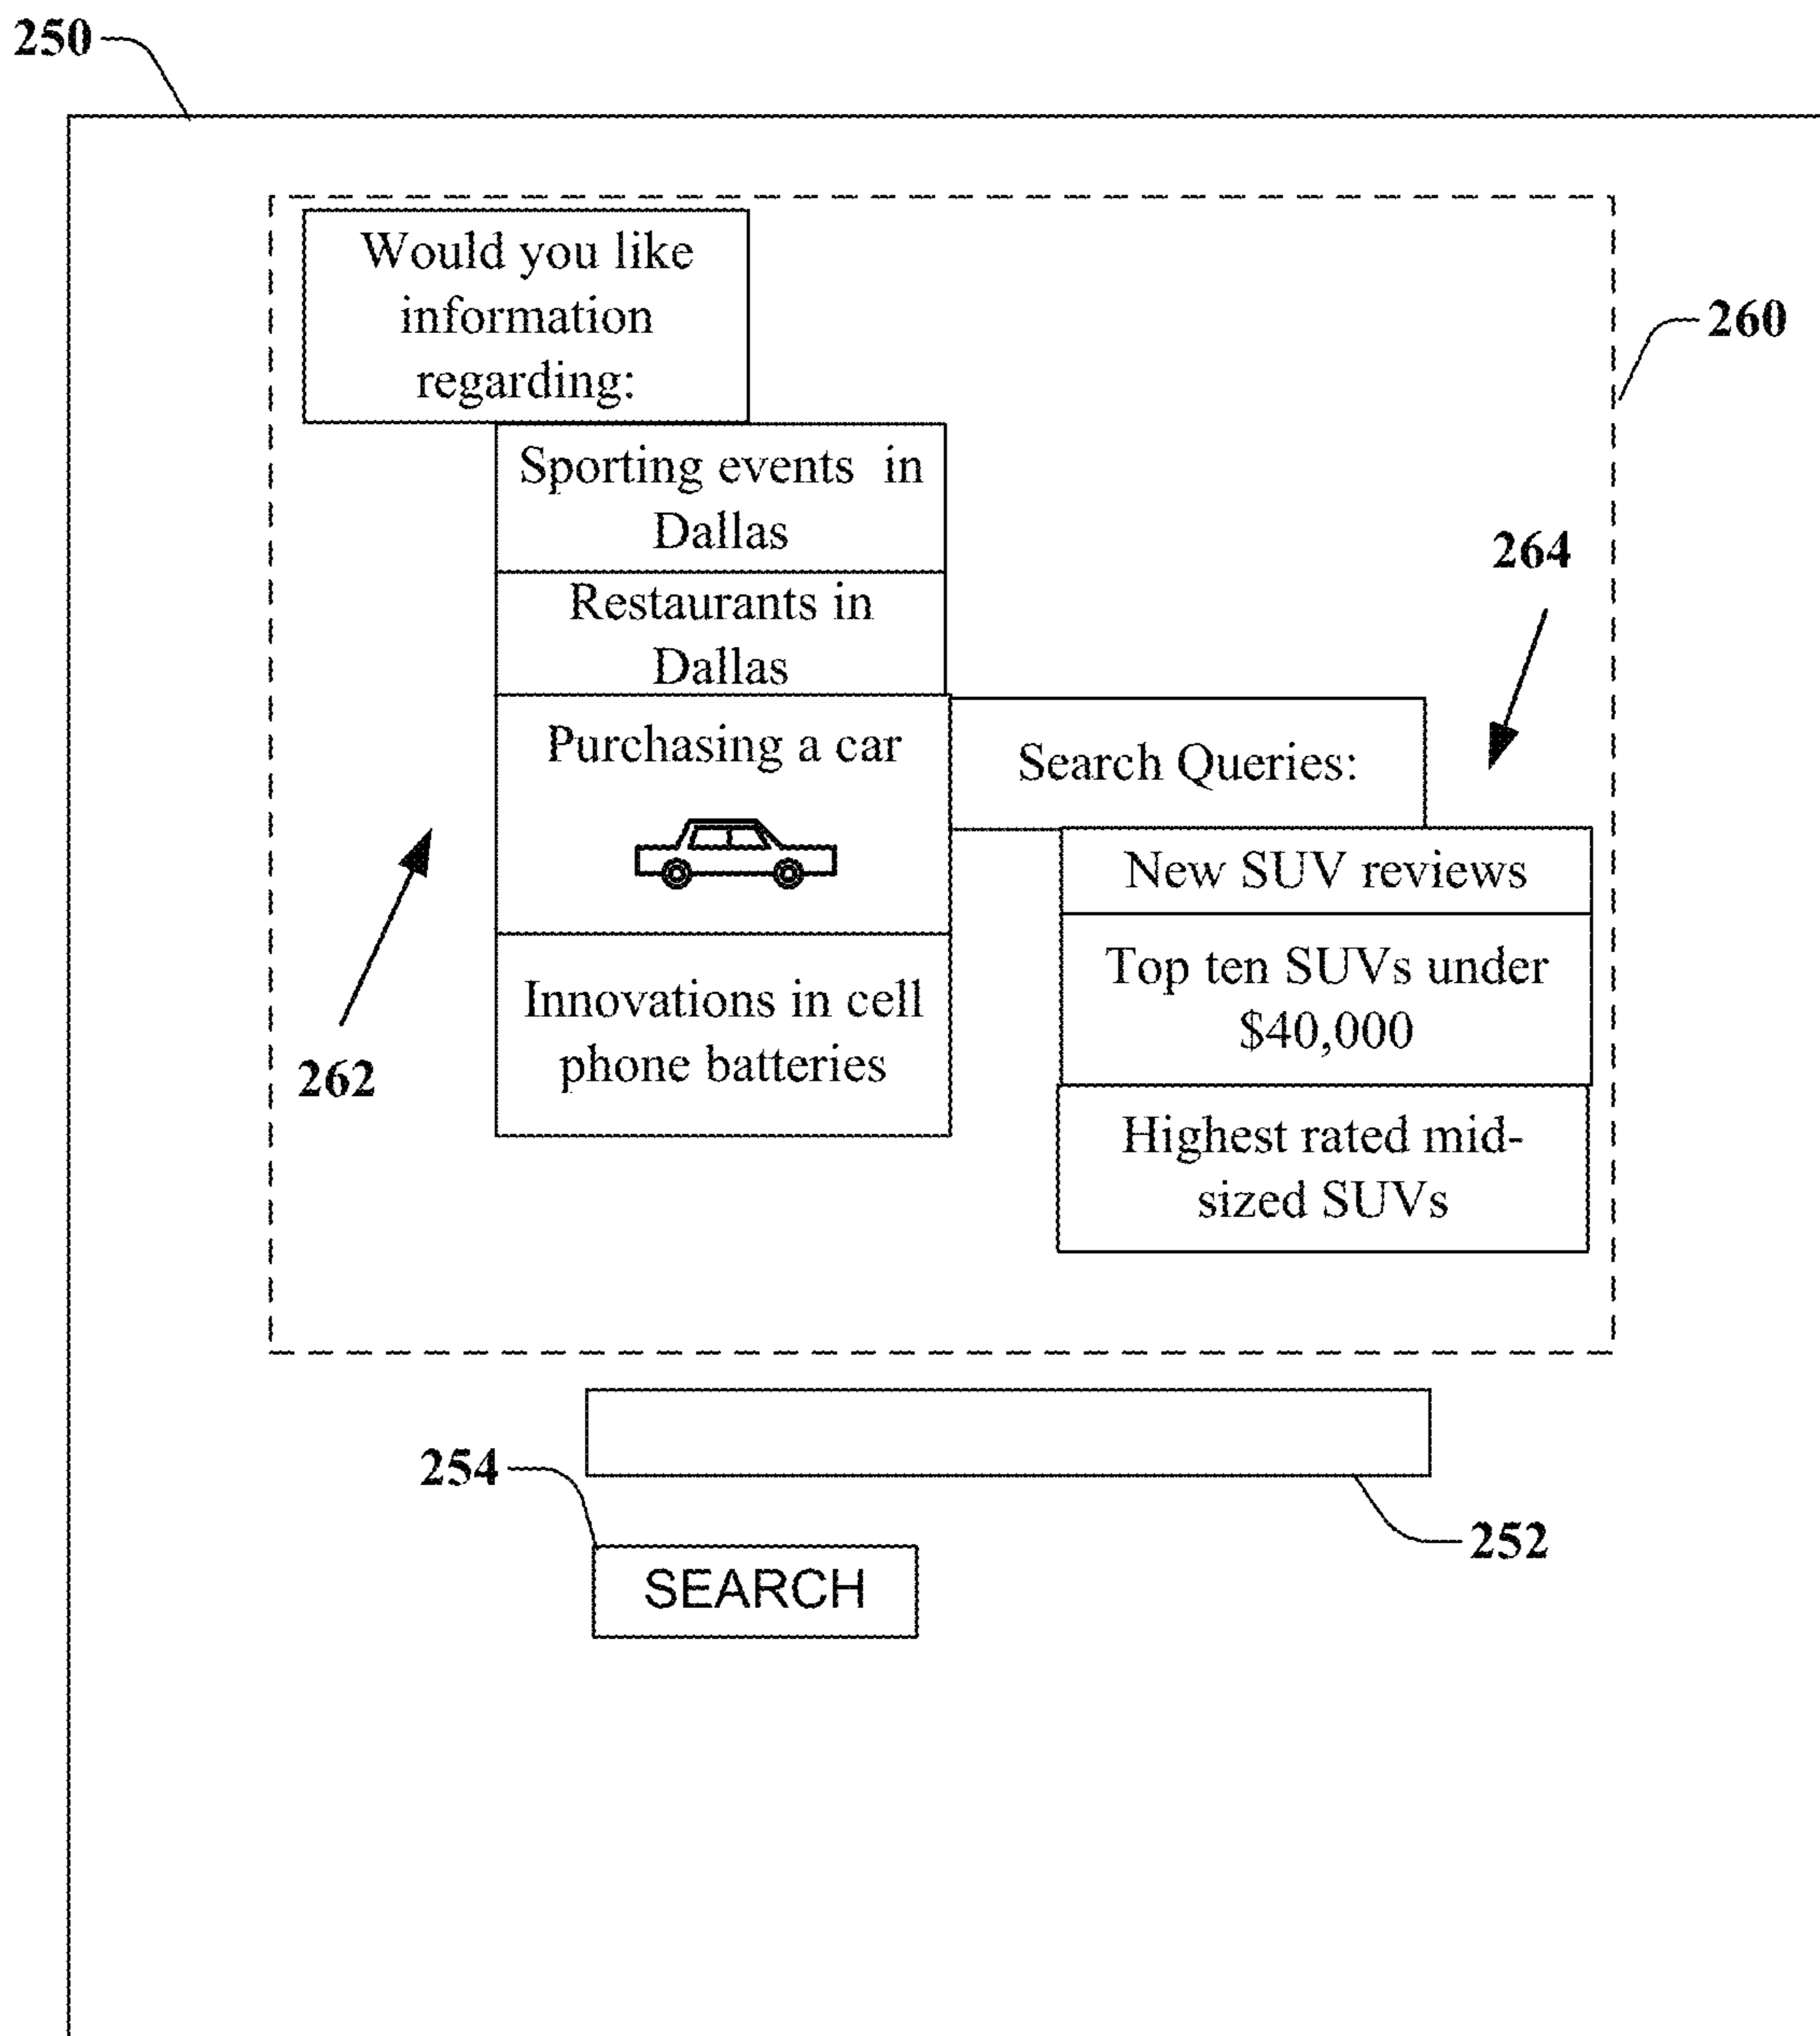 250
Would you like
information
regarding:
260
Sporting events in
Dallas
264
Restaurants in
Dallas
Purchasing a car
Search Queries:
New SUV reviews
Top ten SUVs under
$40,000
Innovations in cell
phone batteries
262
Highest rated mid-
sized SUVs
254
252
SEARCH